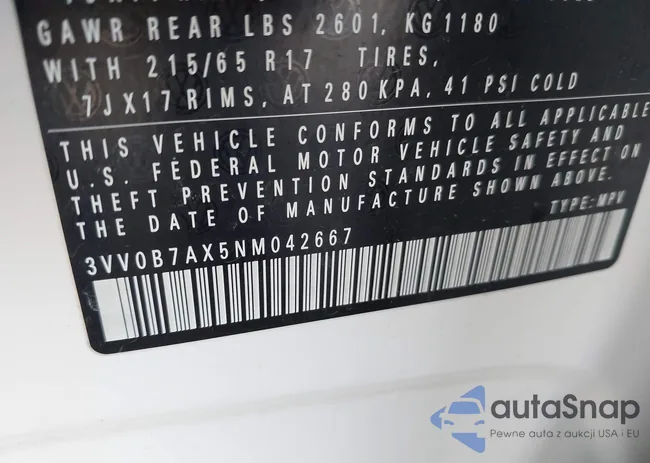 GAWR REAR LBS 2601, KG1180
WITH 215/65 R17 TIRES,
7JX17 RIMS, AT 280KPA, 41 PSI COLD
THIS VEHICLE CONFORMS TO ALL APPLICABLE
U.S. FEDERAL MOTOR VEHICLE SAFETY AND
THEFT PREVENTION STANDARDS IN EFFECT ON
THE DATE OF MANUFACTURE SHOWN ABOVE.
3VV0B7AX5NM042667 TYPE:MPV
autaSnap
Pewne auta z aukcji USA i EU